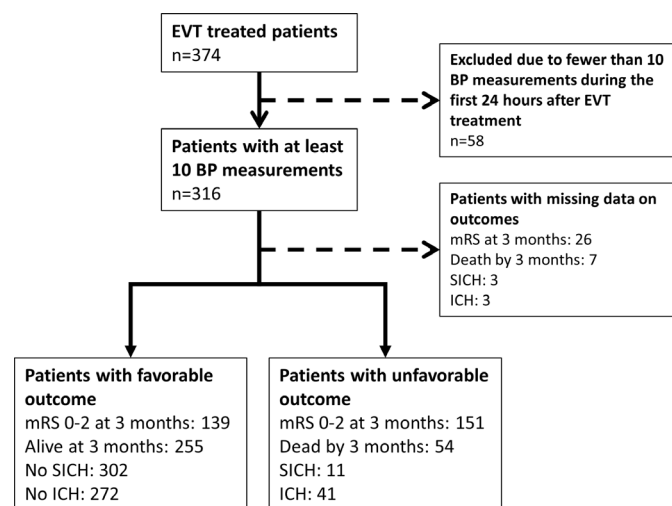 EVT treated patients
n=374
Excluded due to fewer than 10
BP measurements during the
first 24 hours after EVT
treatment
n=58
Patients with at least
10 BP measurements
n=316
Patients with missing data on
outcomes
mRS at 3 months: 26
Death by 3 months: 7
SICH: 3
ICH: 3
Patients with favorable
outcome
mRS 0-2 at 3 months: 139
Alive at 3 months: 255
No SICH: 302
No ICH: 272
Patients with unfavorable
outcome
mRS 0-2 at 3 months: 151
Dead by 3 months: 54
SICH: 11
ICH: 41